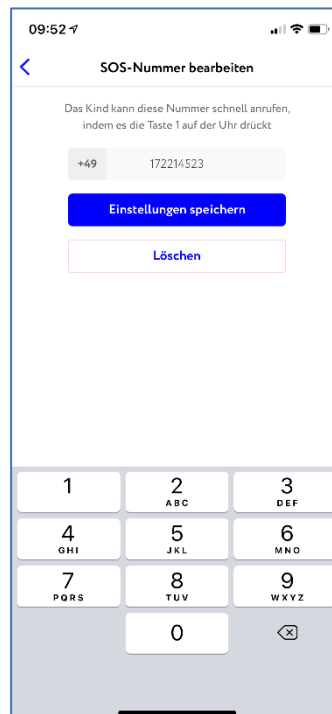 09:52
SOS-Nummer bearbeiten
Das Kind kann diese Nummer schnell anrufen,
indem es die Taste 1 auf der Uhr drückt
+49 172214523
Einstellungen speichern
Löschen
1 2 3
ABC DEF
4 5 6
GHI JKL MNO
7 8 9
PQRS TUV WXYZ
0